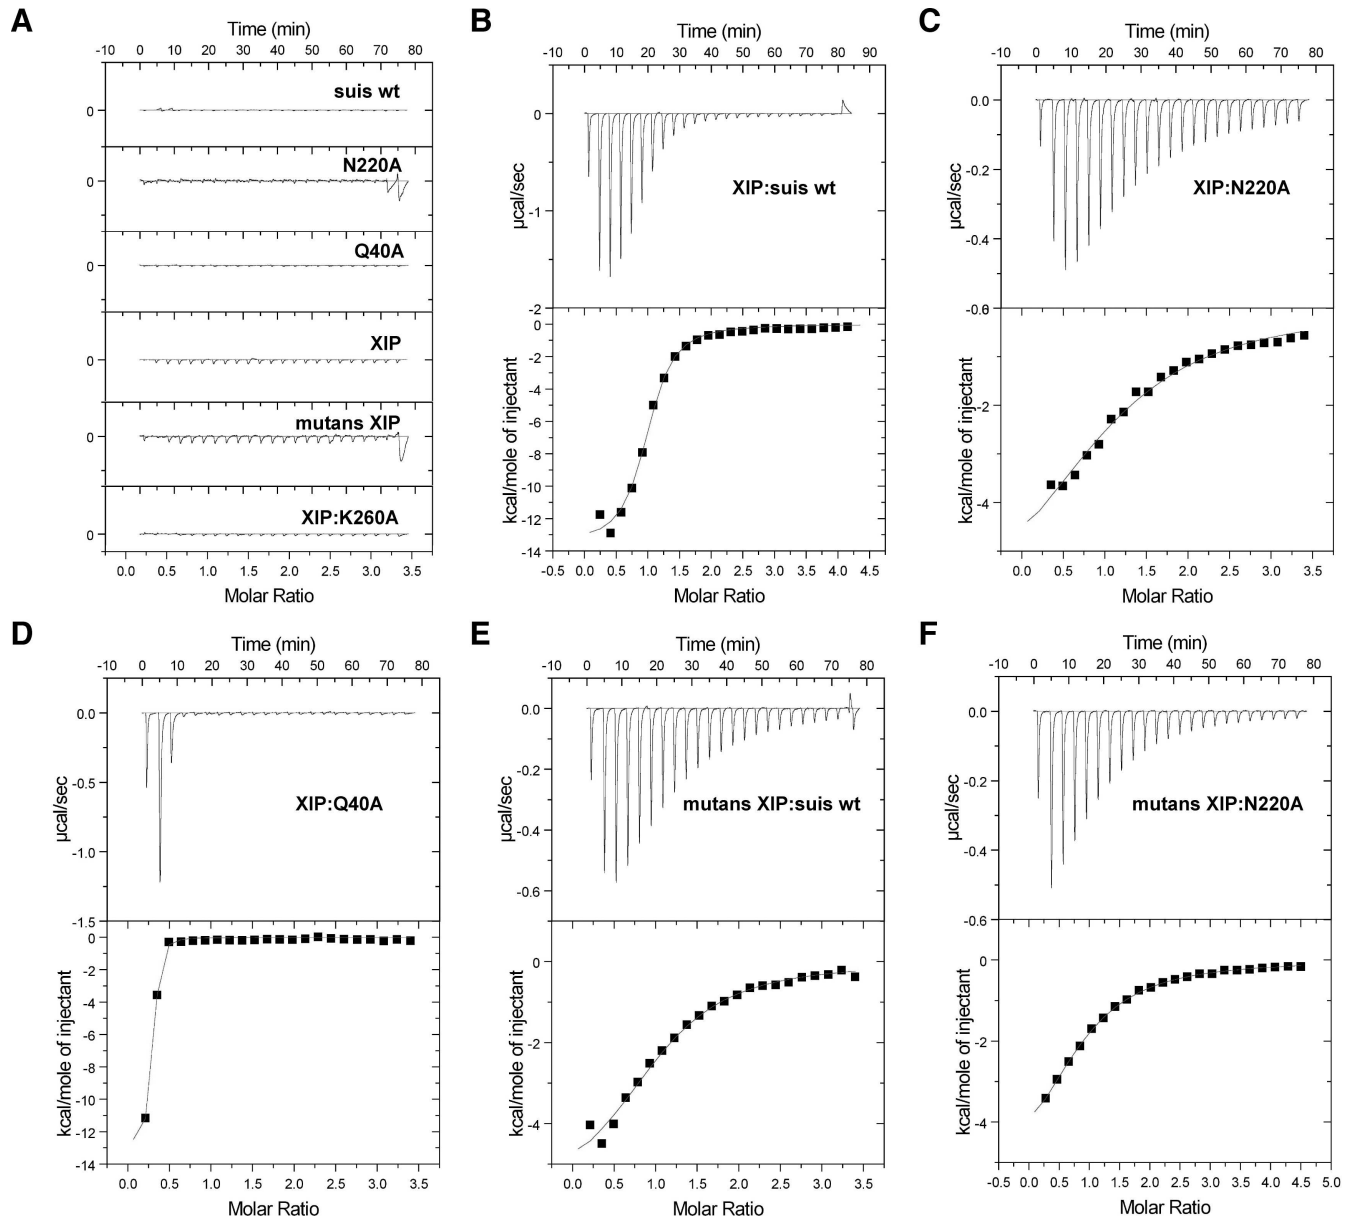 A
Time (min)
-10 0 10 20 30 40 50 60 70 80
suis wt
0
N220A
0
Q40A
0
XIP
0
mutans XIP
0
XIP:K260A
0
0.0 0.5 1.0 1.5 2.0 2.5 3.0 3.5
Molar Ratio
B
Time (min)
-10 0 10 20 30 40 50 60 70 80 90
0
-1
-2
µcal/sec
XIP:suis wt
0
-2
-4
-6
-8
-10
-12
-14
kcal/mole of injectant
-0.5 0.0 0.5 1.0 1.5 2.0 2.5 3.0 3.5 4.0 4.5
Molar Ratio
C
Time (min)
-10 0 10 20 30 40 50 60 70 80
0.0
-0.2
-0.4
-0.6
µcal/sec
XIP:N220A
-2
-4
kcal/mole of injectant
0.0 0.5 1.0 1.5 2.0 2.5 3.0 3.5
Molar Ratio
D
Time (min)
-10 0 10 20 30 40 50 60 70 80
0.0
-0.5
-1.0
-1.5
µcal/sec
XIP:Q40A
0
-2
-4
-6
-8
-10
-12
-14
kcal/mole of injectant
0.0 0.5 1.0 1.5 2.0 2.5 3.0 3.5
Molar Ratio
E
Time (min)
-10 0 10 20 30 40 50 60 70 80
0.0
-0.2
-0.4
-0.6
µcal/sec
mutans XIP:suis wt
0
-2
-4
kcal/mole of injectant
0.0 0.5 1.0 1.5 2.0 2.5 3.0 3.5
Molar Ratio
F
Time (min)
-10 0 10 20 30 40 50 60 70 80
0.0
-0.2
-0.4
-0.6
µcal/sec
mutans XIP:N220A
0
-2
-4
kcal/mole of injectant
-0.5 0.0 0.5 1.0 1.5 2.0 2.5 3.0 3.5 4.0 4.5 5.0
Molar Ratio